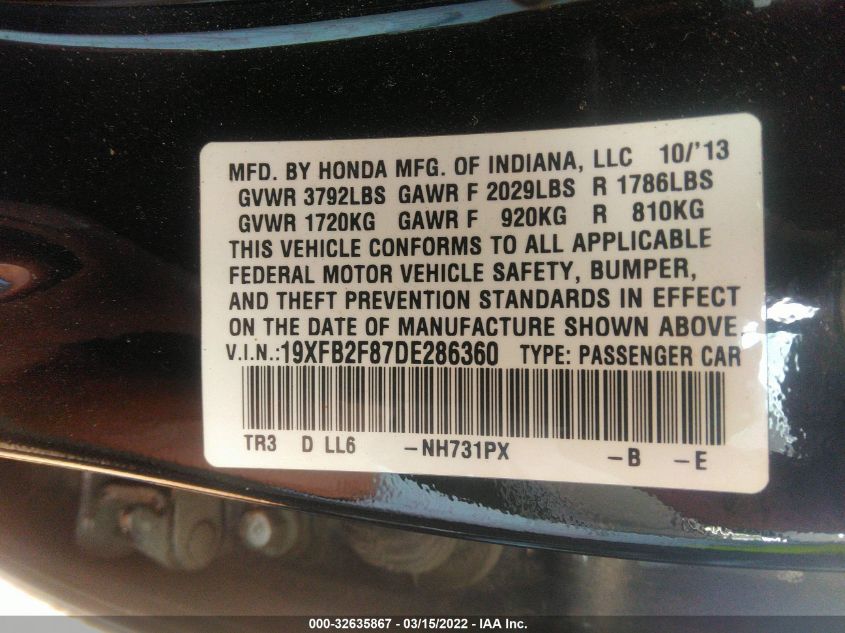 MFD. BY HONDA MFG. OF INDIANA, LLC 10/'13
GVWR 3792LBS GAWR F 2029LBS R 1786LBS
GVWR 1720KG GAWR F 920KG R 810KG
THIS VEHICLE CONFORMS TO ALL APPLICABLE
FEDERAL MOTOR VEHICLE SAFETY, BUMPER,
AND THEFT PREVENTION STANDARDS IN EFFECT
ON THE DATE OF MANUFACTURE SHOWN ABOVE.
V.I.N.:19XFB2F87DE286360 TYPE: PASSENGER CAR
TR3 D LL6 -NH731PX -B -E
000-32635867 - 03/15/2022 - IAA Inc.